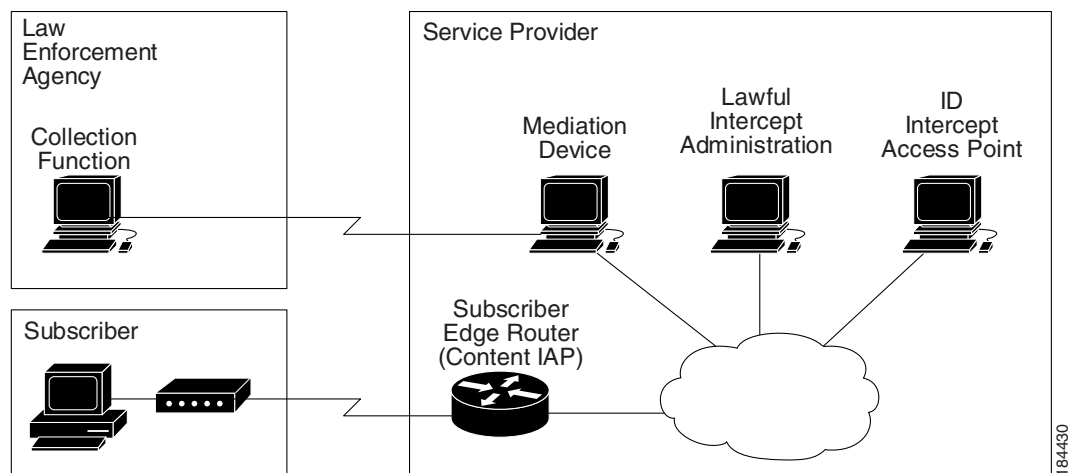 Law
Enforcement
Agency
Collection
Function
Service Provider
Mediation
Device
Lawful
Intercept
Administration
ID
Intercept
Access Point
Subscriber
Subscriber
Edge Router
(Content IAP)
184430